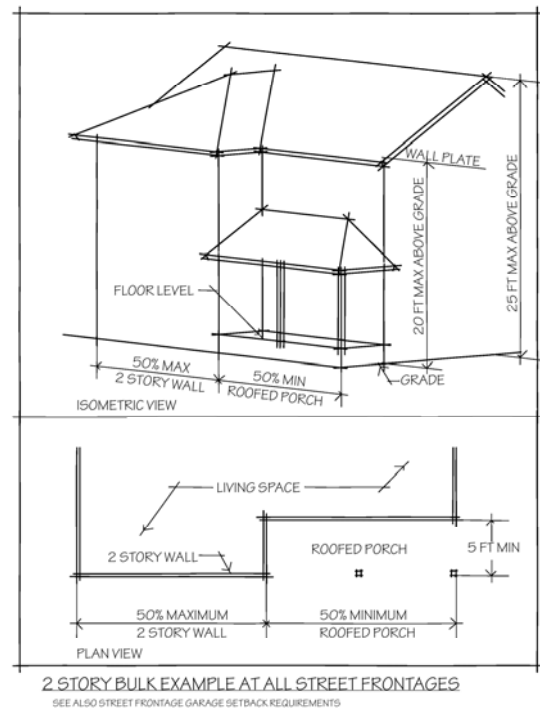 WALL PLATE
20 FT MAX ABOVE GRADE
25 FT MAX ABOVE GRADE
FLOOR LEVEL
50% MAX
2 STORY WALL
50% MIN
ROOFED PORCH
GRADE
ISOMETRIC VIEW
LIVING SPACE
2 STORY WALL
ROOFED PORCH
5 FT MIN
50% MAXIMUM
2 STORY WALL
50% MINIMUM
ROOFED PORCH
PLAN VIEW
2 STORY BULK EXAMPLE AT ALL STREET FRONTAGES
SEE ALSO STREET FRONTAGE GARAGE SETBACK REQUIREMENTS